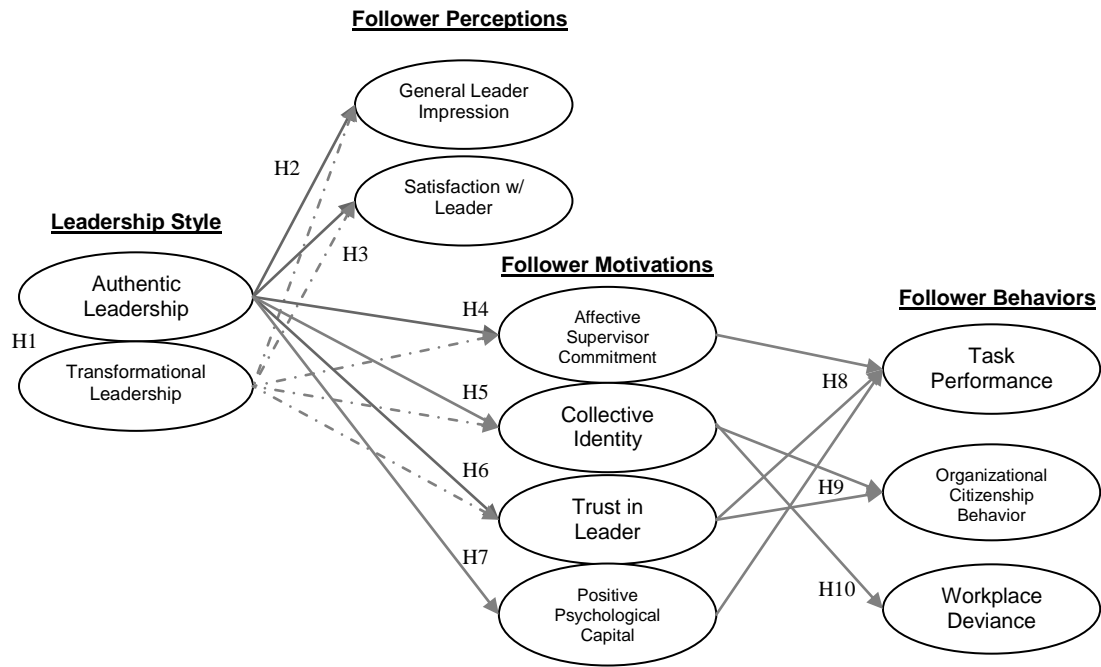 Follower Perceptions
General Leader
Impression
H2
Satisfaction w/
Leader
Leadership Style
H3
Authentic
Leadership
H1
Transformational
Leadership
Follower Motivations
H4
Affective
Supervisor
Commitment
H5
Collective
Identity
H6
Trust in
Leader
H7
Positive
Psychological
Capital
Follower Behaviors
H8
Task
Performance
H9
Organizational
Citizenship
Behavior
H10
Workplace
Deviance